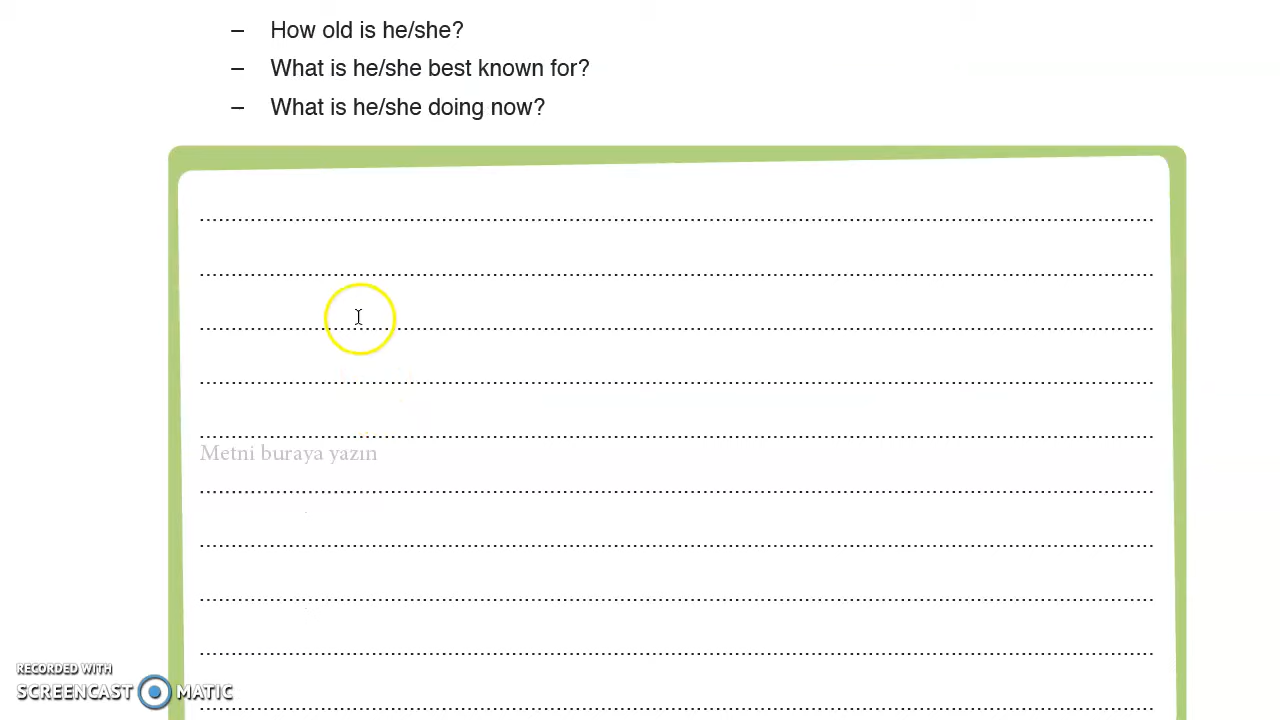 – How old is he/she?
– What is he/she best known for?
– What is he/she doing now?
Metni buraya yazın
RECORDED WITH
SCREENCAST MATIC